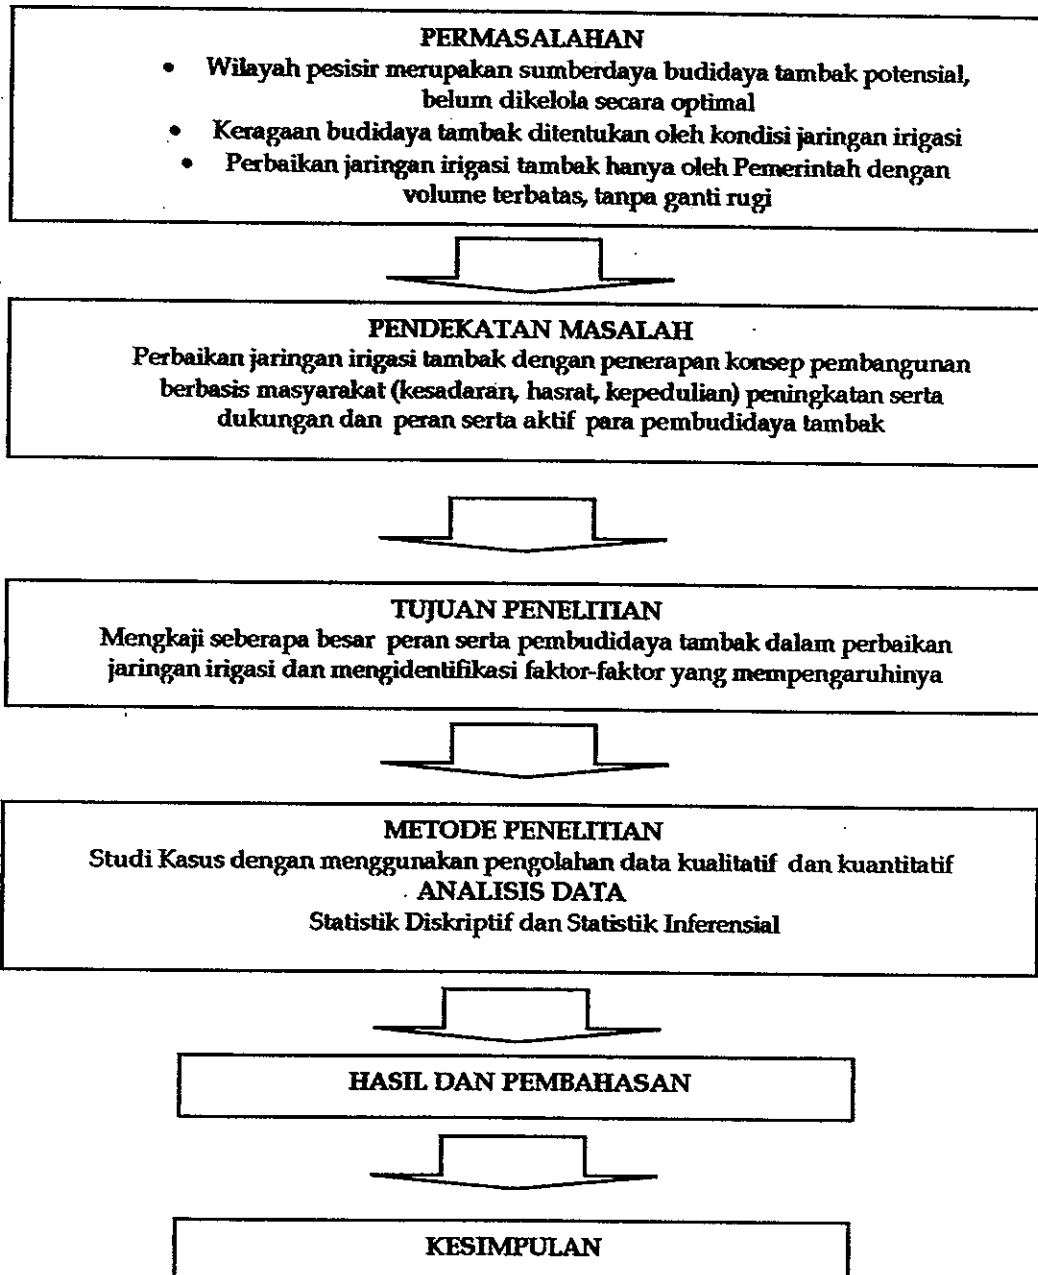 PERMASALAHAN
• Wilayah pesisir merupakan sumberdaya budidaya tambak potensial,
belum dikelola secara optimal
• Keragaan budidaya tambak ditentukan oleh kondisi jaringan irigasi
• Perbaikan jaringan irigasi tambak hanya oleh Pemerintah dengan
volume terbatas, tanpa ganti rugi
PENDEKATAN MASALAH
Perbaikan jaringan irigasi tambak dengan penerapan konsep pembangunan
berbasis masyarakat (kesadaran, hasrat, kepedulian) peningkatan serta
dukungan dan peran serta aktif para pembudidaya tambak
TUJUAN PENELITIAN
Mengkaji seberapa besar peran serta pembudidaya tambak dalam perbaikan
jaringan irigasi dan mengidentifikasi faktor-faktor yang mempengaruhinya
METODE PENELITIAN
Studi Kasus dengan menggunakan pengolahan data kualitatif dan kuantitatif
ANALISIS DATA
Statistik Diskriptif dan Statistik Inferensial
HASIL DAN PEMBAHASAN
KESIMPULAN